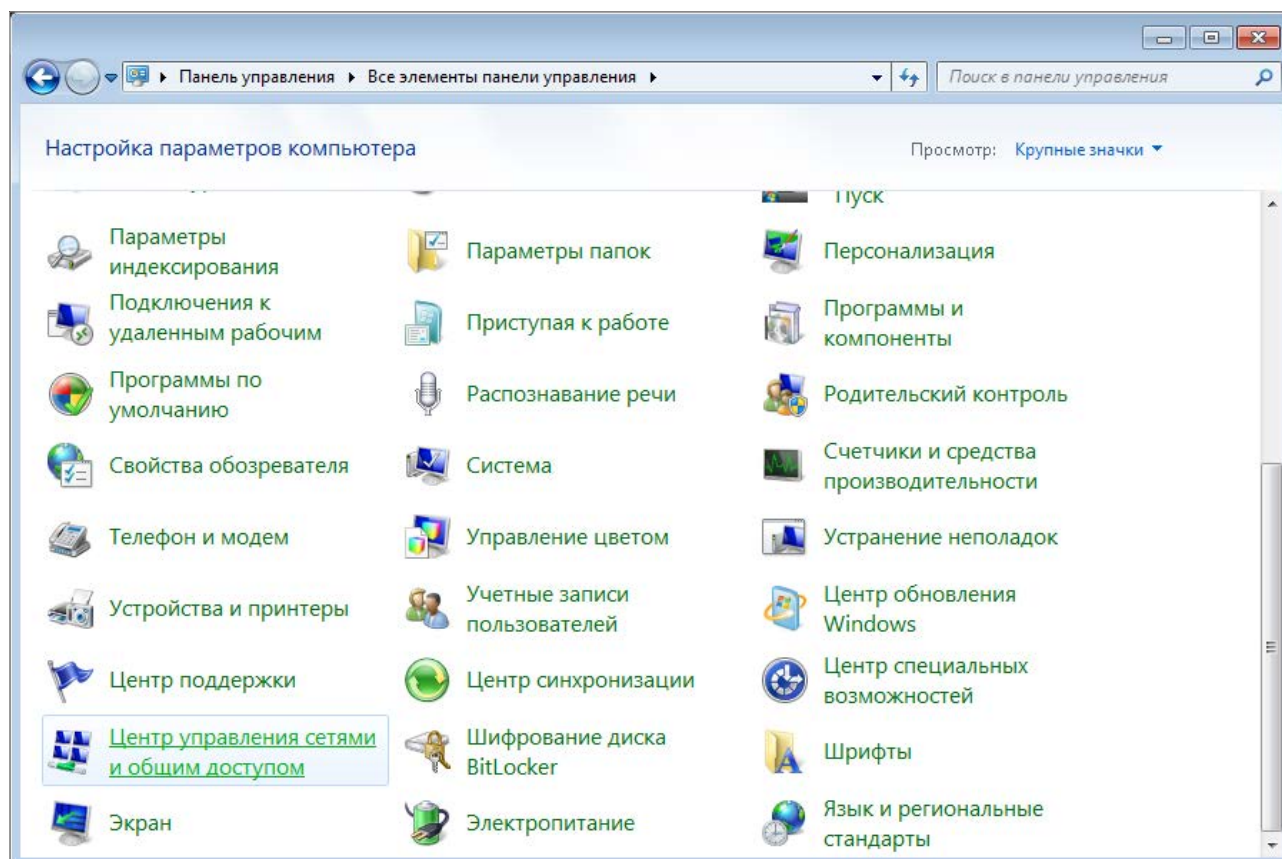 Панель управления
Все элементы панели управления
Поиск в панели управления
Настройка параметров компьютера
Просмотр: Крупные значки
Пуск
Параметры
индексирования
Параметры папок
Персонализация
Подключения к
удаленным рабочим
Приступая к работе
Программы и
компоненты
Программы по
умолчанию
Распознавание речи
Родительский контроль
Свойства обозревателя
Система
Счетчики и средства
производительности
Телефон и модем
Управление цветом
Устранение неполадок
Устройства и принтеры
Учетные записи
пользователей
Центр обновления
Windows
Центр поддержки
Центр синхронизации
Центр специальных
возможностей
Центр управления сетями
и общим доступом
Шифрование диска
BitLocker
Шрифты
Экран
Электропитание
Язык и региональные
стандарты